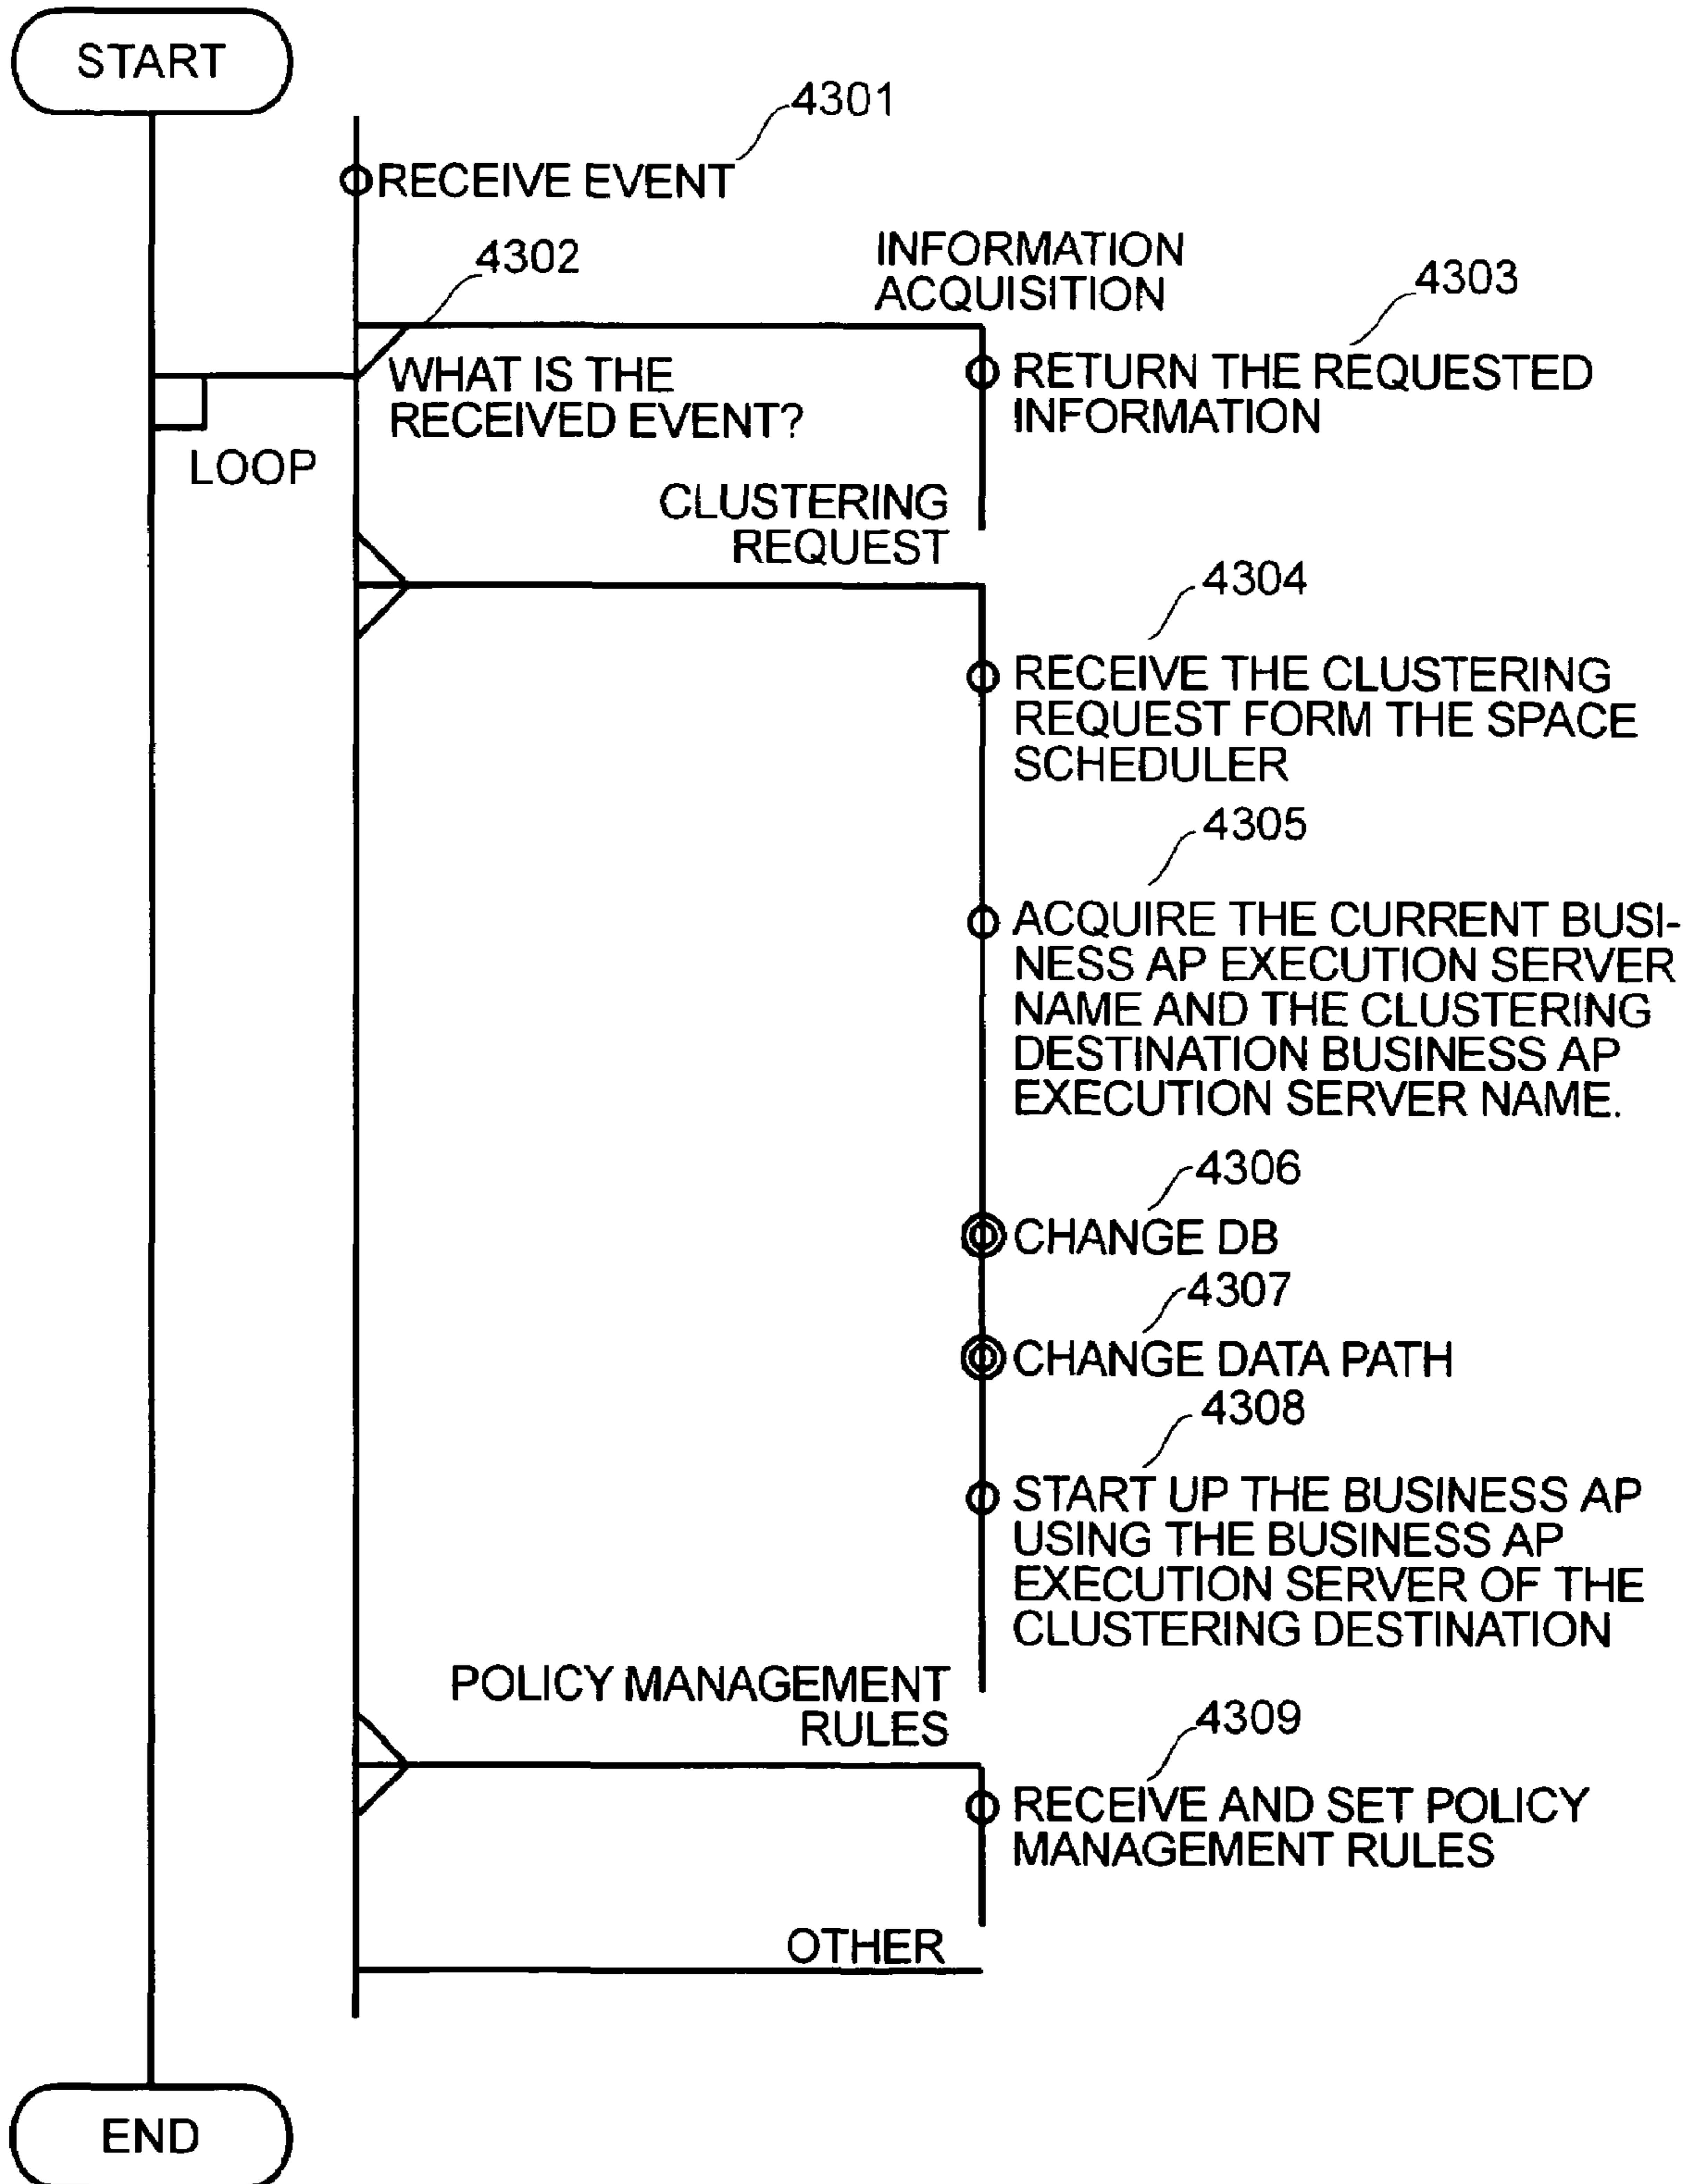 START
4301
RECEIVE EVENT
4302
INFORMATION
ACQUISITION
4303
WHAT IS THE
RECEIVED EVENT?
RETURN THE REQUESTED
INFORMATION
LOOP
CLUSTERING
REQUEST
4304
RECEIVE THE CLUSTERING
REQUEST FORM THE SPACE
SCHEDULER
4305
ACQUIRE THE CURRENT BUSI-
NESS AP EXECUTION SERVER
NAME AND THE CLUSTERING
DESTINATION BUSINESS AP
EXECUTION SERVER NAME.
4306
CHANGE DB
4307
CHANGE DATA PATH
4308
START UP THE BUSINESS AP
USING THE BUSINESS AP
EXECUTION SERVER OF THE
CLUSTERING DESTINATION
POLICY MANAGEMENT
RULES
4309
RECEIVE AND SET POLICY
MANAGEMENT RULES
OTHER
END